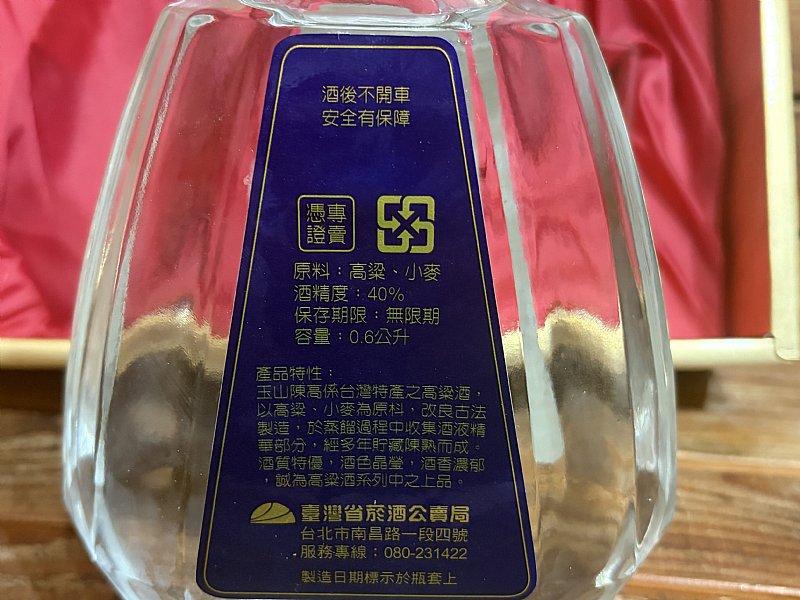 酒後不開車
安全有保障
憑專
證賣
原料：高粱、小麥
酒精度：40%
保存期限：無限期
容量：0.6公升
產品特性：
玉山陳高係台灣特產之高粱酒，
以高粱、小麥為原料，改良古法
製造，於蒸餾過程中收集酒液精
華部分，經多年貯藏陳熟而成。
酒質特優，酒色晶瑩，酒香濃郁
，誠為高粱酒系列中之上品。
臺灣省菸酒公賣局
台北市南昌路一段四號
服務專線：080-231422
製造日期標示於瓶套上